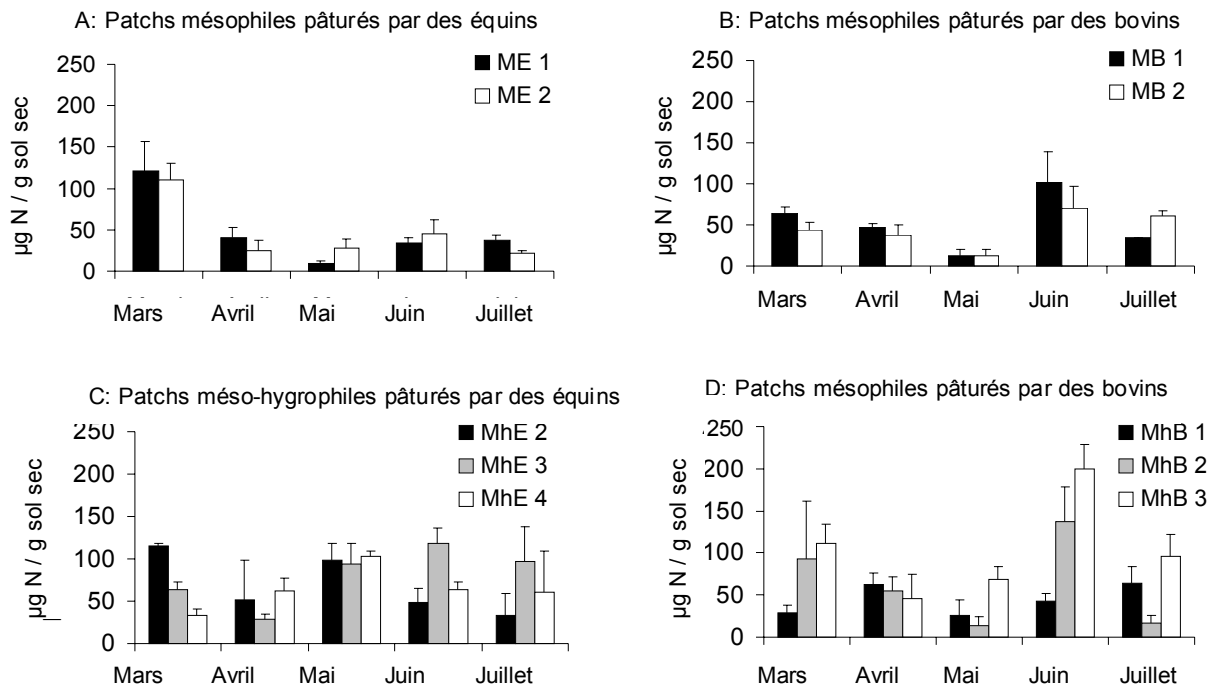 A: Patchs mésophiles pâturés par des équins
250
200
150
100
50
0
µg N / g sol sec
ME 1
ME 2
Mars Avril Mai Juin Juillet
B: Patchs mésophiles pâturés par des bovins
250
200
150
100
50
0
µg N / g sol sec
MB 1
MB 2
Mars Avril Mai Juin Juillet
C: Patchs méso-hygrophiles pâturés par des équins
250
200
150
100
50
0
µg N / g sol sec
MhE 2
MhE 3
MhE 4
Mars Avril Mai Juin Juillet
D: Patchs mésophiles pâturés par des bovins
250
200
150
100
50
0
µg N / g sol sec
MhB 1
MhB 2
MhB 3
Mars Avril Mai Juin Juillet